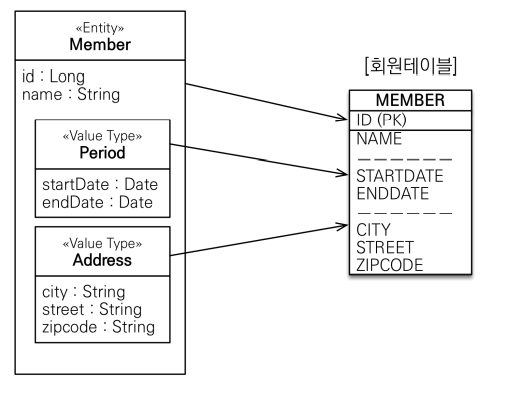 «Entity»
Member
id : Long
name : String
«Value Type»
Period
startDate : Date
endDate : Date
«Value Type»
Address
city : String
street : String
zipcode : String
[회원테이블]
MEMBER
ID (PK)
NAME
STARTDATE
ENDDATE
CITY
STREET
ZIPCODE